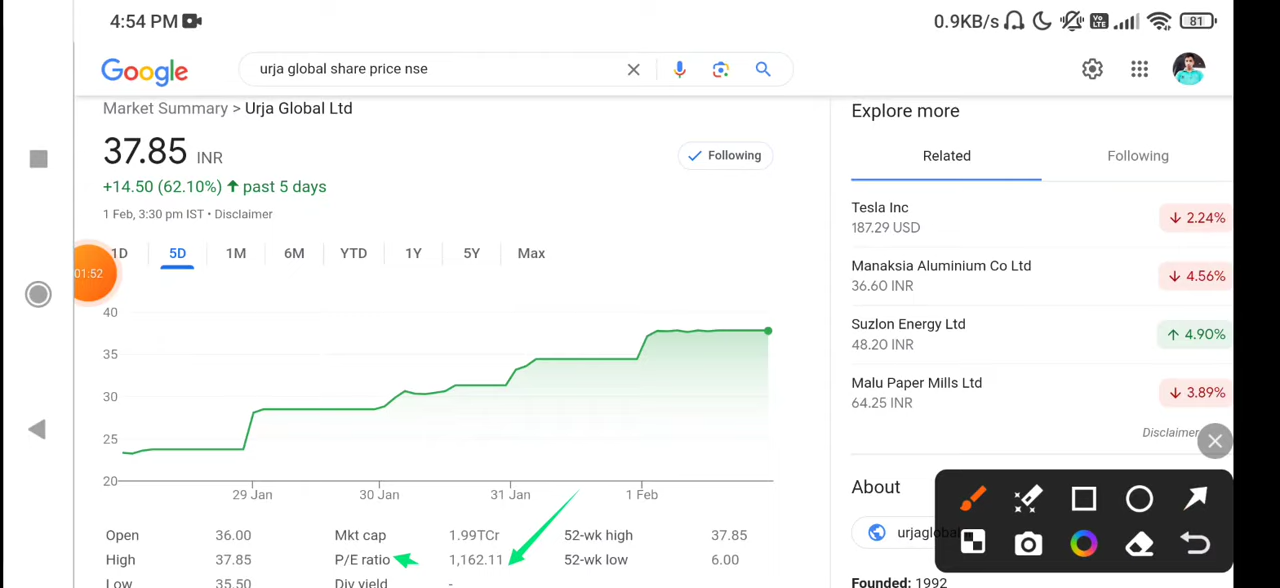 4:54 PM
0.9KB/s Vo LTE 81
Google
urja global share price nse
Market Summary > Urja Global Ltd
37.85 INR
Following
+14.50 (62.10%) ↑ past 5 days
1 Feb, 3:30 pm IST • Disclaimer
1D 5D 1M 6M YTD 1Y 5Y Max
01:52
40
35
30
25
20
29 Jan 30 Jan 31 Jan 1 Feb
Open 36.00 Mkt cap 1.99TCr 52-wk high 37.85
High 37.85 P/E ratio 1,162.11 52-wk low 6.00
Low 35.50 Div yield -
Explore more
Related Following
Tesla Inc
187.29 USD
↓ 2.24%
Manaksia Aluminium Co Ltd
36.60 INR
↓ 4.56%
Suzlon Energy Ltd
48.20 INR
↑ 4.90%
Malu Paper Mills Ltd
64.25 INR
↓ 3.89%
Disclaimer
About
urjaglobal
Founded: 1992